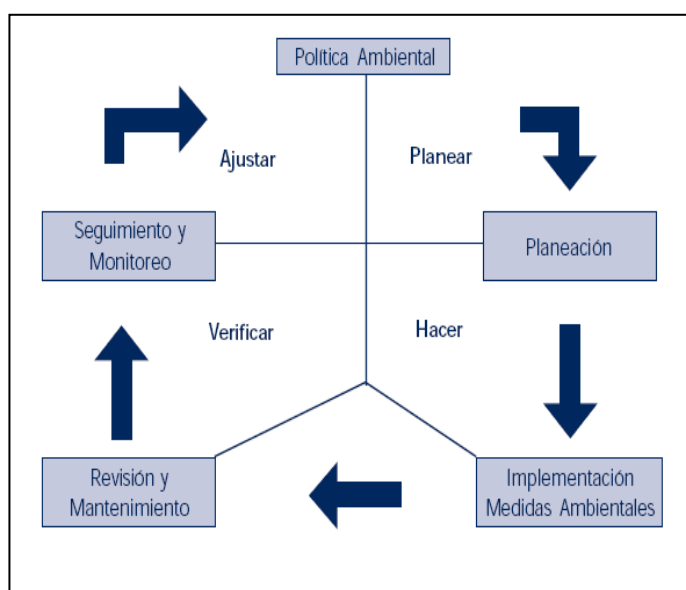 Política Ambiental
Ajustar
Planear
Seguimiento y
Monitoreo
Planeación
Verificar
Hacer
Revisión y
Mantenimiento
Implementación
Medidas Ambientales